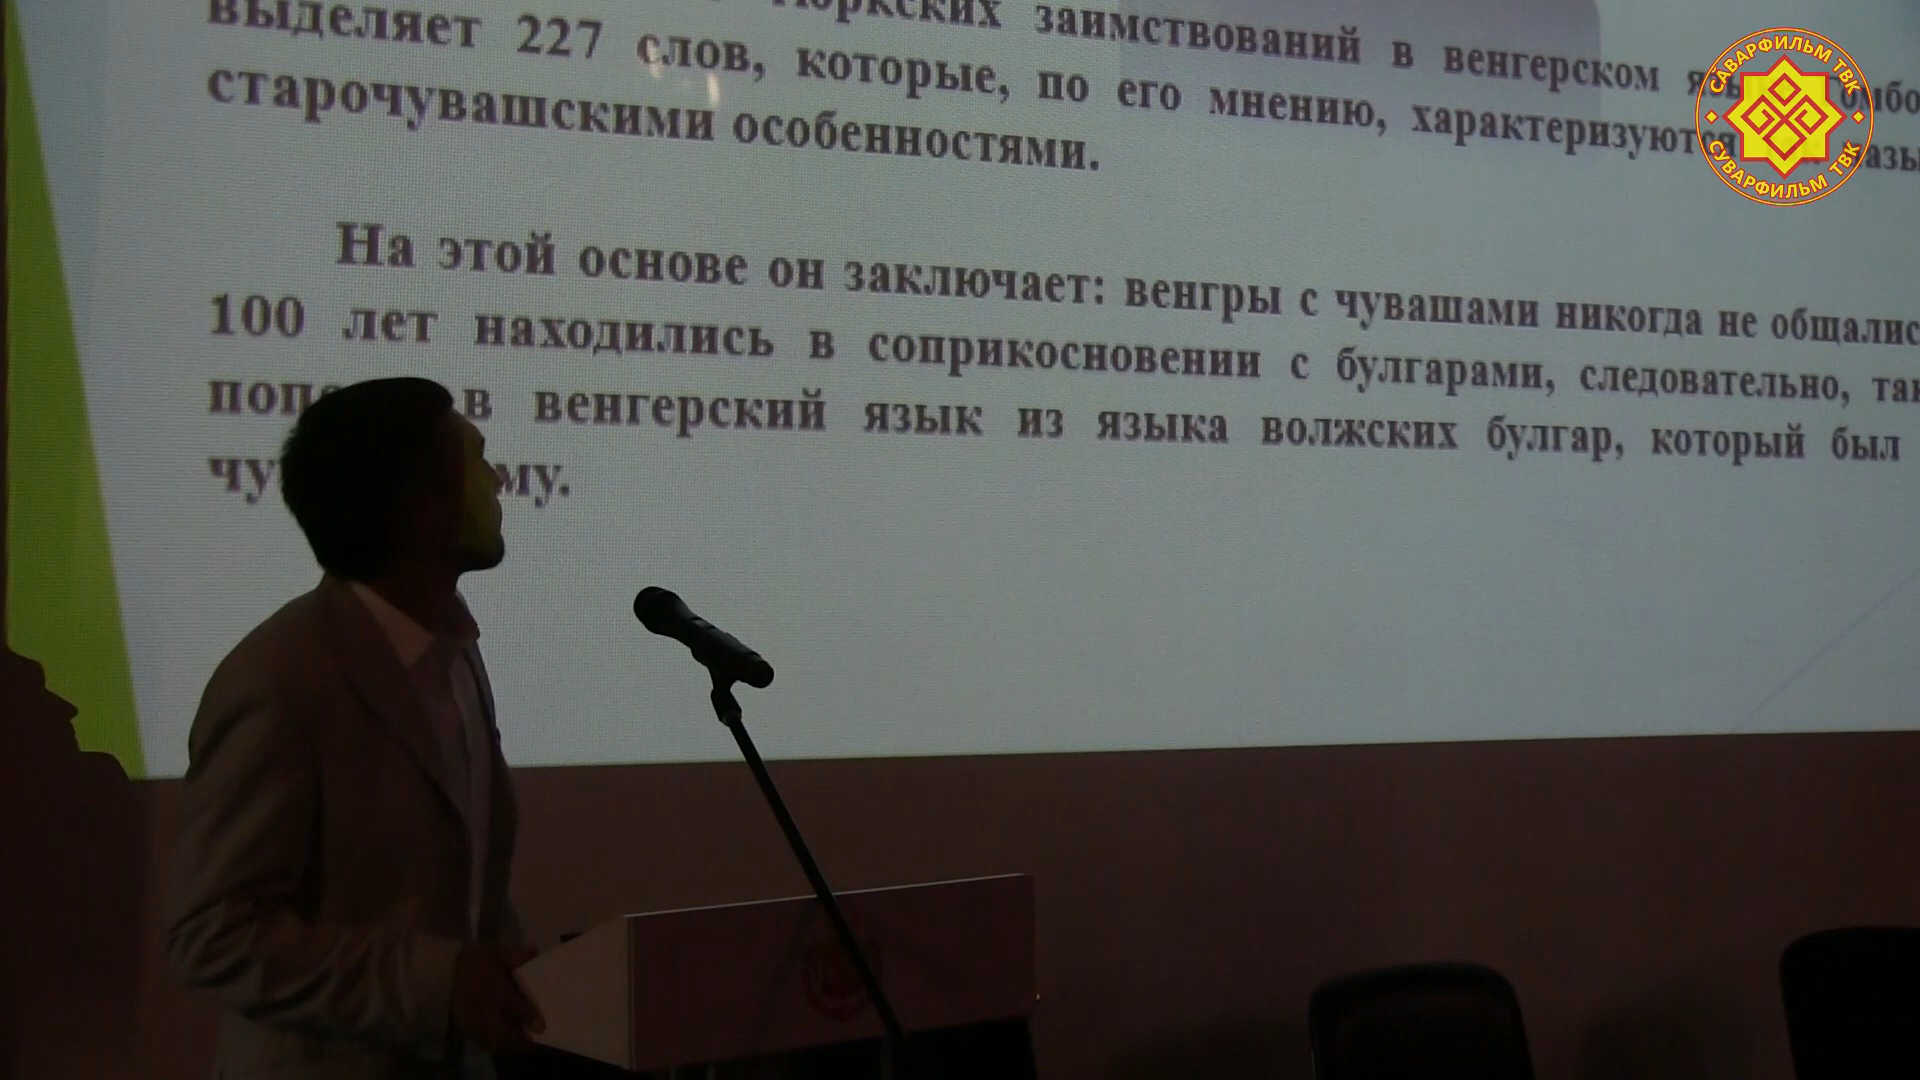 заимствований в венгерском
выделяет 227 слов, которые, по его мнению, характеризуются
старочувашскими особенностями.
На этой основе он заключает: венгры с чувашами никогда не
100 лет находились в соприкосновении с булгарами, следовательно,
в венгерский язык из языка волжских булгар, который был
САВАРФИЛЬМ ТВК
СУВАРФИЛЬМ ТВК